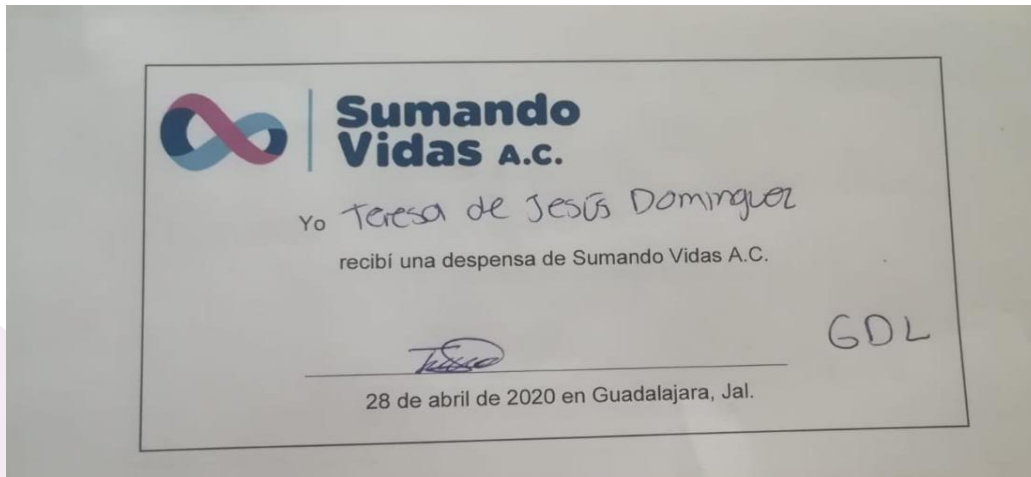 Sumando
Vidas A.C.
Yo Teresa de Jesús Dominguez
recibí una despensa de Sumando Vidas A.C.
GDL
Teresa
28 de abril de 2020 en Guadalajara, Jal.